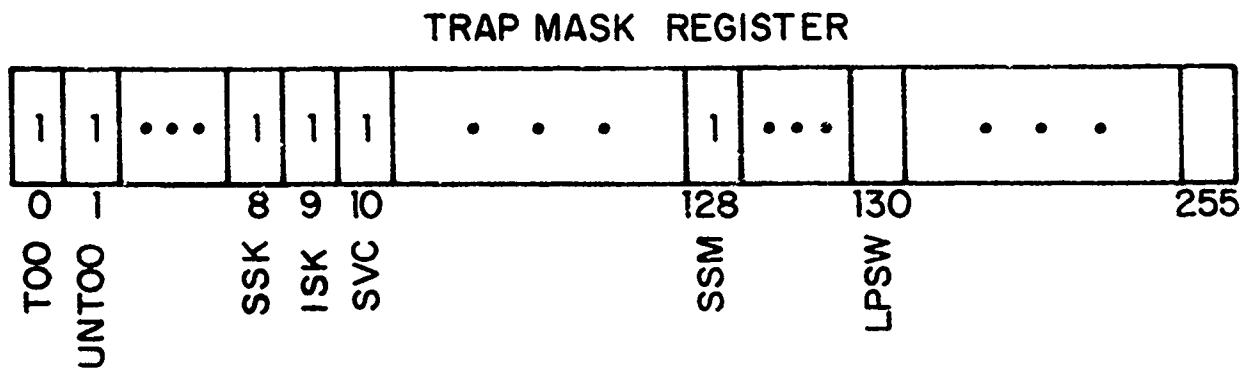 TRAP MASK REGISTER
1 1 ••• 1 1 1 • • • 1 ••• • • •
0 1 8 9 10 128 130 255
TOO UNTOO SSK ISK SVC SSM LPSW